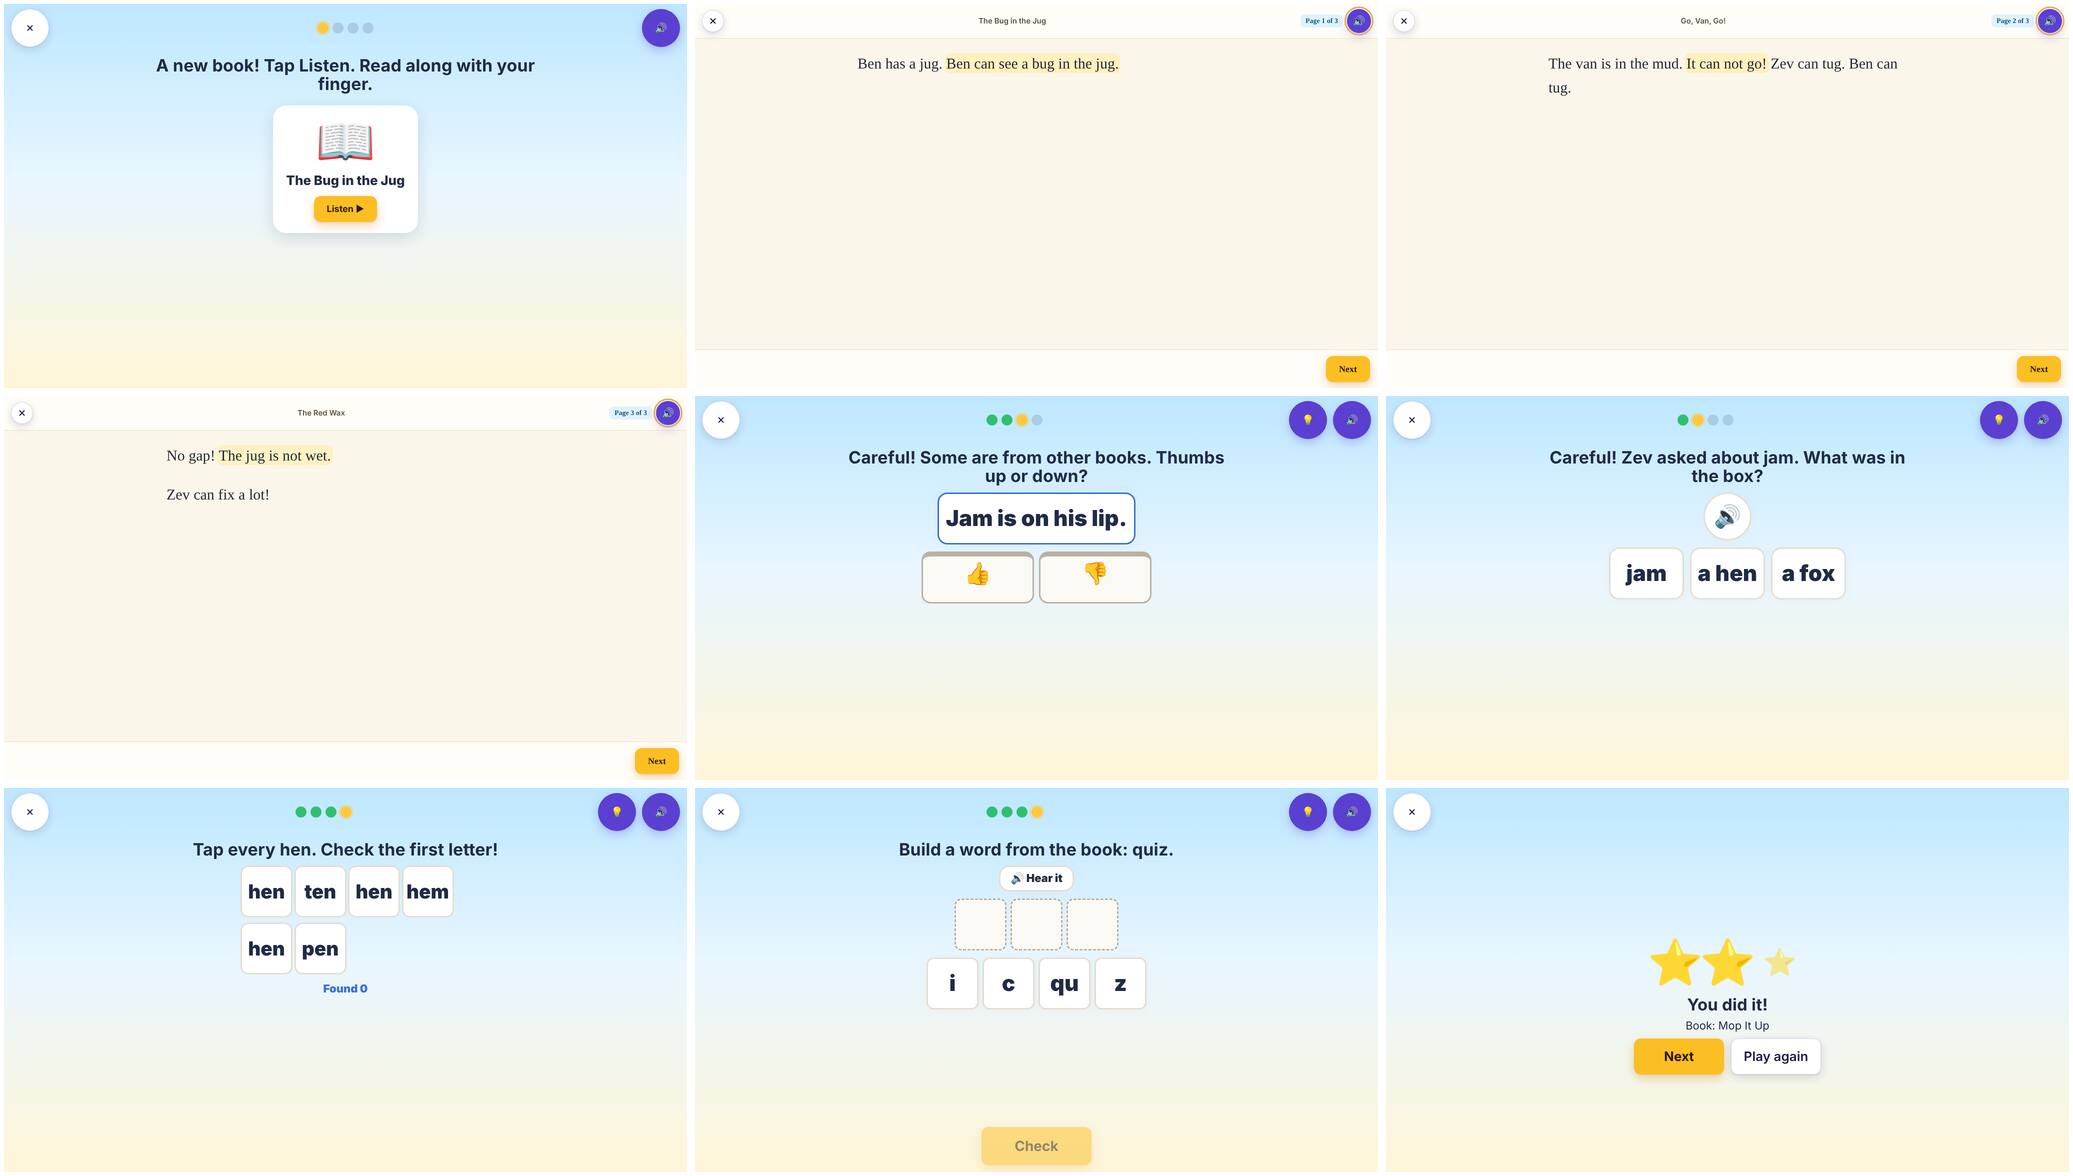 A new book! Tap Listen. Read along with your
finger.
The Bug in the Jug
Listen ▶
The Bug in the Jug
Page 1 of 3
Ben has a jug. Ben can see a bug in the jug.
Next
Go, Van, Go!
Page 2 of 3
The van is in the mud. It can not go! Zev can tug. Ben can
tug.
Next
The Red Wax
Page 3 of 3
No gap! The jug is not wet.
Zev can fix a lot!
Next
Careful! Some are from other books. Thumbs
up or down?
Jam is on his lip.
Careful! Zev asked about jam. What was in
the box?
jam a hen a fox
Tap every hen. Check the first letter!
hen ten hen hem
hen pen
Found 0
Build a word from the book: quiz.
Hear it
i c qu z
Check
You did it!
Book: Mop It Up
Next Play again